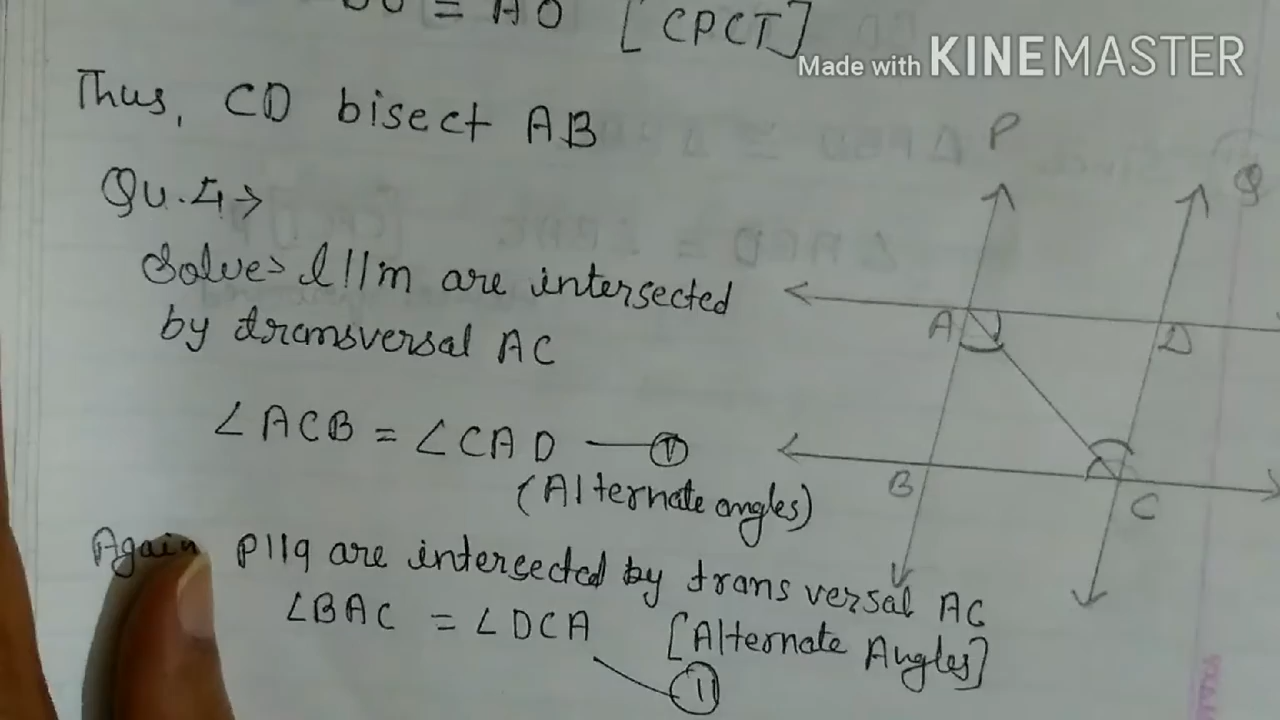 = AO [CPCT]
Made with KINEMASTER
Thus, CD bisect AB
Qu.4→
Solve→ l||m are intersected
by transversal AC
∠ACB = ∠CAD — (I)
(Alternate angles)
Again p||q are intersected by transversal AC
∠BAC = ∠DCA [Alternate Angles]
(II)
P
Q
A
D
B
C